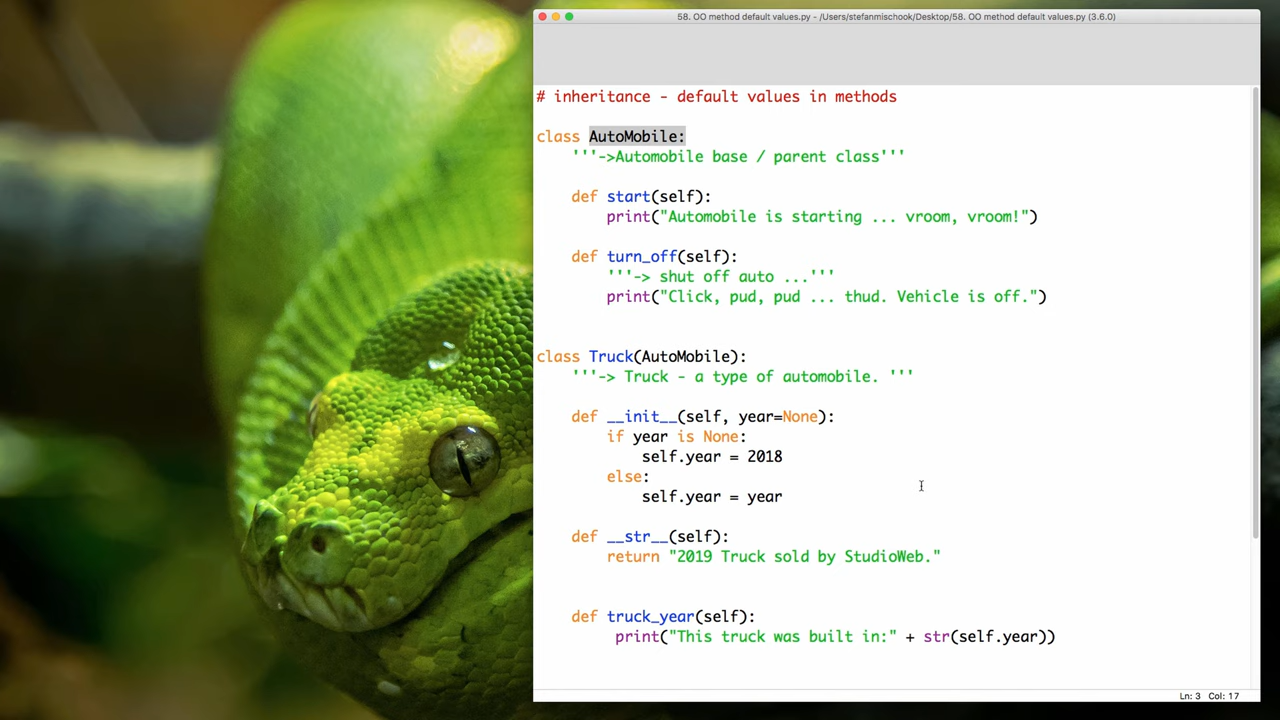 58. OO method default values.py - /Users/stefanmischook/Desktop/58. OO method default values.py (3.6.0)
# inheritance - default values in methods
class AutoMobile:
'''->Automobile base / parent class'''
def start(self):
print("Automobile is starting ... vroom, vroom!")
def turn_off(self):
'''-> shut off auto ...'''
print("Click, pud, pud ... thud. Vehicle is off.")
class Truck(AutoMobile):
'''-> Truck - a type of automobile. '''
def __init__(self, year=None):
if year is None:
self.year = 2018
else:
self.year = year
def __str__(self):
return "2019 Truck sold by StudioWeb."
def truck_year(self):
print("This truck was built in:" + str(self.year))
Ln: 3 Col: 17